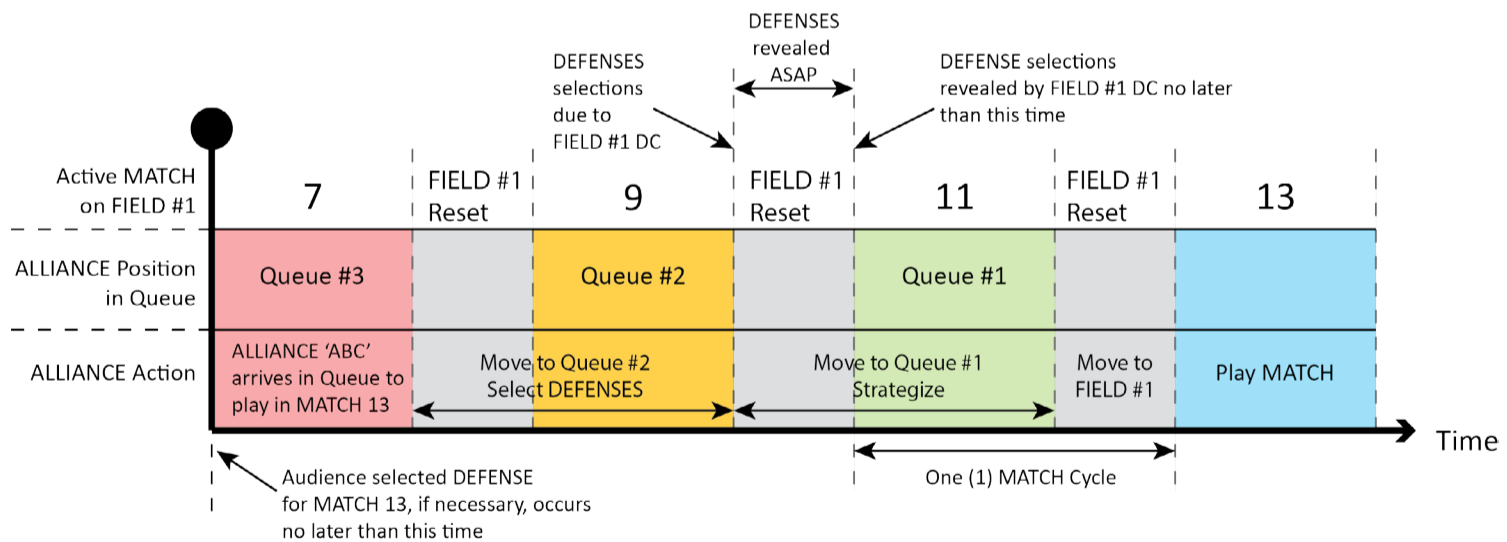 DEFENSES
revealed
ASAP
DEFENSES
selections
due to
FIELD #1 DC
DEFENSE selections
revealed by FIELD #1 DC no later
than this time
Active MATCH
on FIELD #1
7
FIELD #1
Reset
9
FIELD #1
Reset
11
FIELD #1
Reset
13
ALLIANCE Position
in Queue
Queue #3
Queue #2
Queue #1
ALLIANCE Action
ALLIANCE ‘ABC’
arrives in Queue to
play in MATCH 13
Move to Queue #2
Select DEFENSES
Move to Queue #1
Strategize
Move to
FIELD #1
Play MATCH
Time
Audience selected DEFENSE
for MATCH 13, if necessary, occurs
no later than this time
One (1) MATCH Cycle